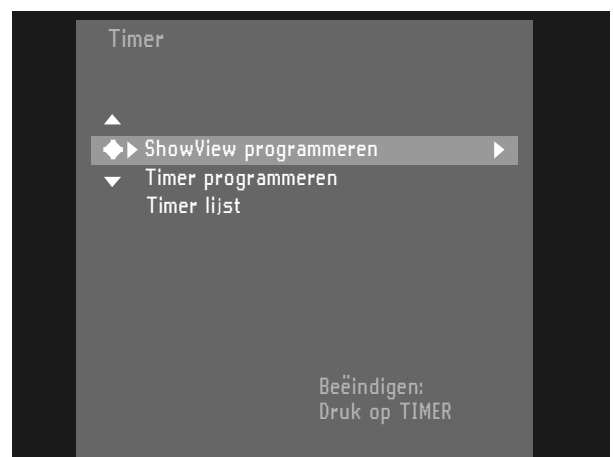 Timer
ShowView programmeren
Timer programmeren
Timer lijst
Beëindigen:
Druk op TIMER